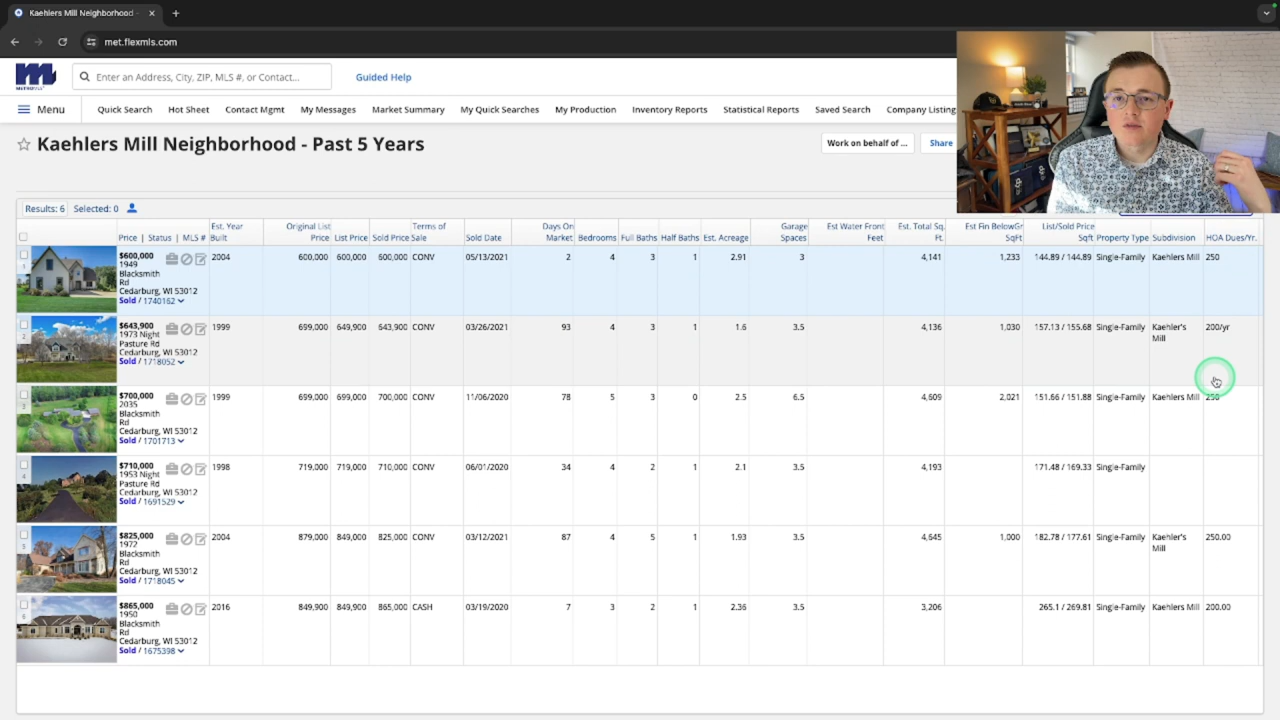 Kaehlers Mill Neighborhood -
met.flexmls.com
Enter an Address, City, ZIP, MLS #, or Contact...
Guided Help
Menu Quick Search Hot Sheet Contact Mgmt My Messages Market Summary My Quick Searches My Production Inventory Reports Statistical Reports Saved Search Company Listing
Kaehlers Mill Neighborhood - Past 5 Years
Work on behalf of ... Share
Results: 6 Selected: 0
Est. Year Original List Terms of Days On Garage Est Water Front Est. Total Sq. Est Fin BelowGr List/Sold Price
Price | Status | MLS # Built Price List Price Sold Price Sale Sold Date Market Bedrooms Full Baths Half Baths Est. Acreage Spaces Feet Ft. SqFt Sqft Property Type Subdivision HOA Dues/Yr.
1 $600,000 2004 600,000 600,000 600,000 CONV 05/13/2021 2 4 3 1 2.91 3 4,141 1,233 144.89 / 144.89 Single-Family Kaehlers Mill 250
1949
Blacksmith
Rd
Cedarburg, WI 53012
Sold / 1740162
2 $643,900 1999 699,000 649,900 643,900 CONV 03/26/2021 93 4 3 1 1.8 3.5 4,136 1,030 157.13 / 155.68 Single-Family Kaehler's 200/yr
1973 Night Mill
Pasture Rd
Cedarburg, WI 53012
Sold / 1718052
3 $700,000 1999 699,000 699,000 700,000 CONV 11/06/2020 78 5 3 0 2.5 6.5 4,609 2,021 151.66 / 151.88 Single-Family Kaehlers Mill 250
2035
Blacksmith
Rd
Cedarburg, WI 53012
Sold / 1701713
4 $710,000 1998 719,000 719,000 710,000 CONV 06/01/2020 34 4 2 1 2.1 3.5 4,193 171.48 / 169.33 Single-Family
1953 Night
Pasture Rd
Cedarburg, WI 53012
Sold / 1691529
5 $825,000 2004 879,000 849,000 825,000 CONV 03/12/2021 87 4 5 1 1.93 3.5 4,645 1,000 182.78 / 177.61 Single-Family Kaehler's 250.00
1972 Mill
Blacksmith
Rd
Cedarburg, WI 53012
Sold / 1718045
6 $865,000 2016 849,900 849,900 865,000 CASH 03/19/2020 7 3 2 1 2.36 3.5 3,206 265.1 / 269.81 Single-Family Kaehlers Mill 200.00
1950
Blacksmith
Rd
Cedarburg, WI 53012
Sold / 1675398